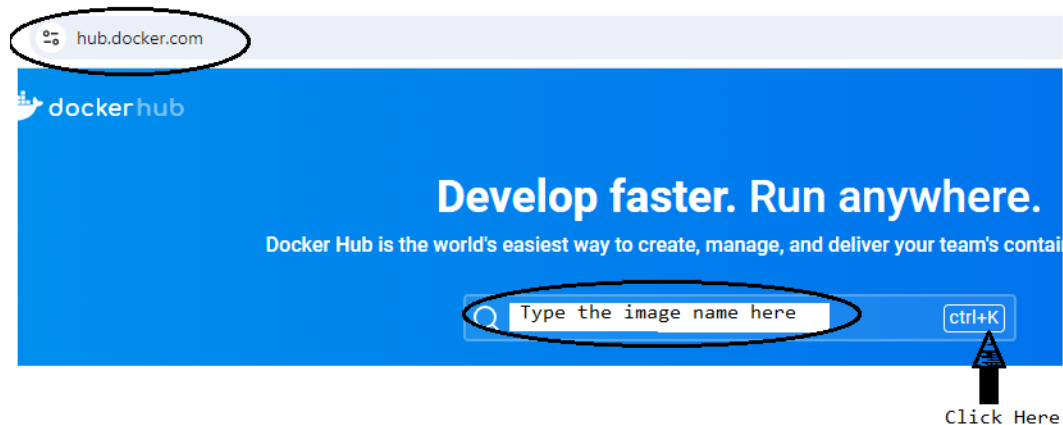 hub.docker.com
dockerhub
Develop faster. Run anywhere.
Docker Hub is the world's easiest way to create, manage, and deliver your team's contai
Type the image name here
ctrl+K
Click Here